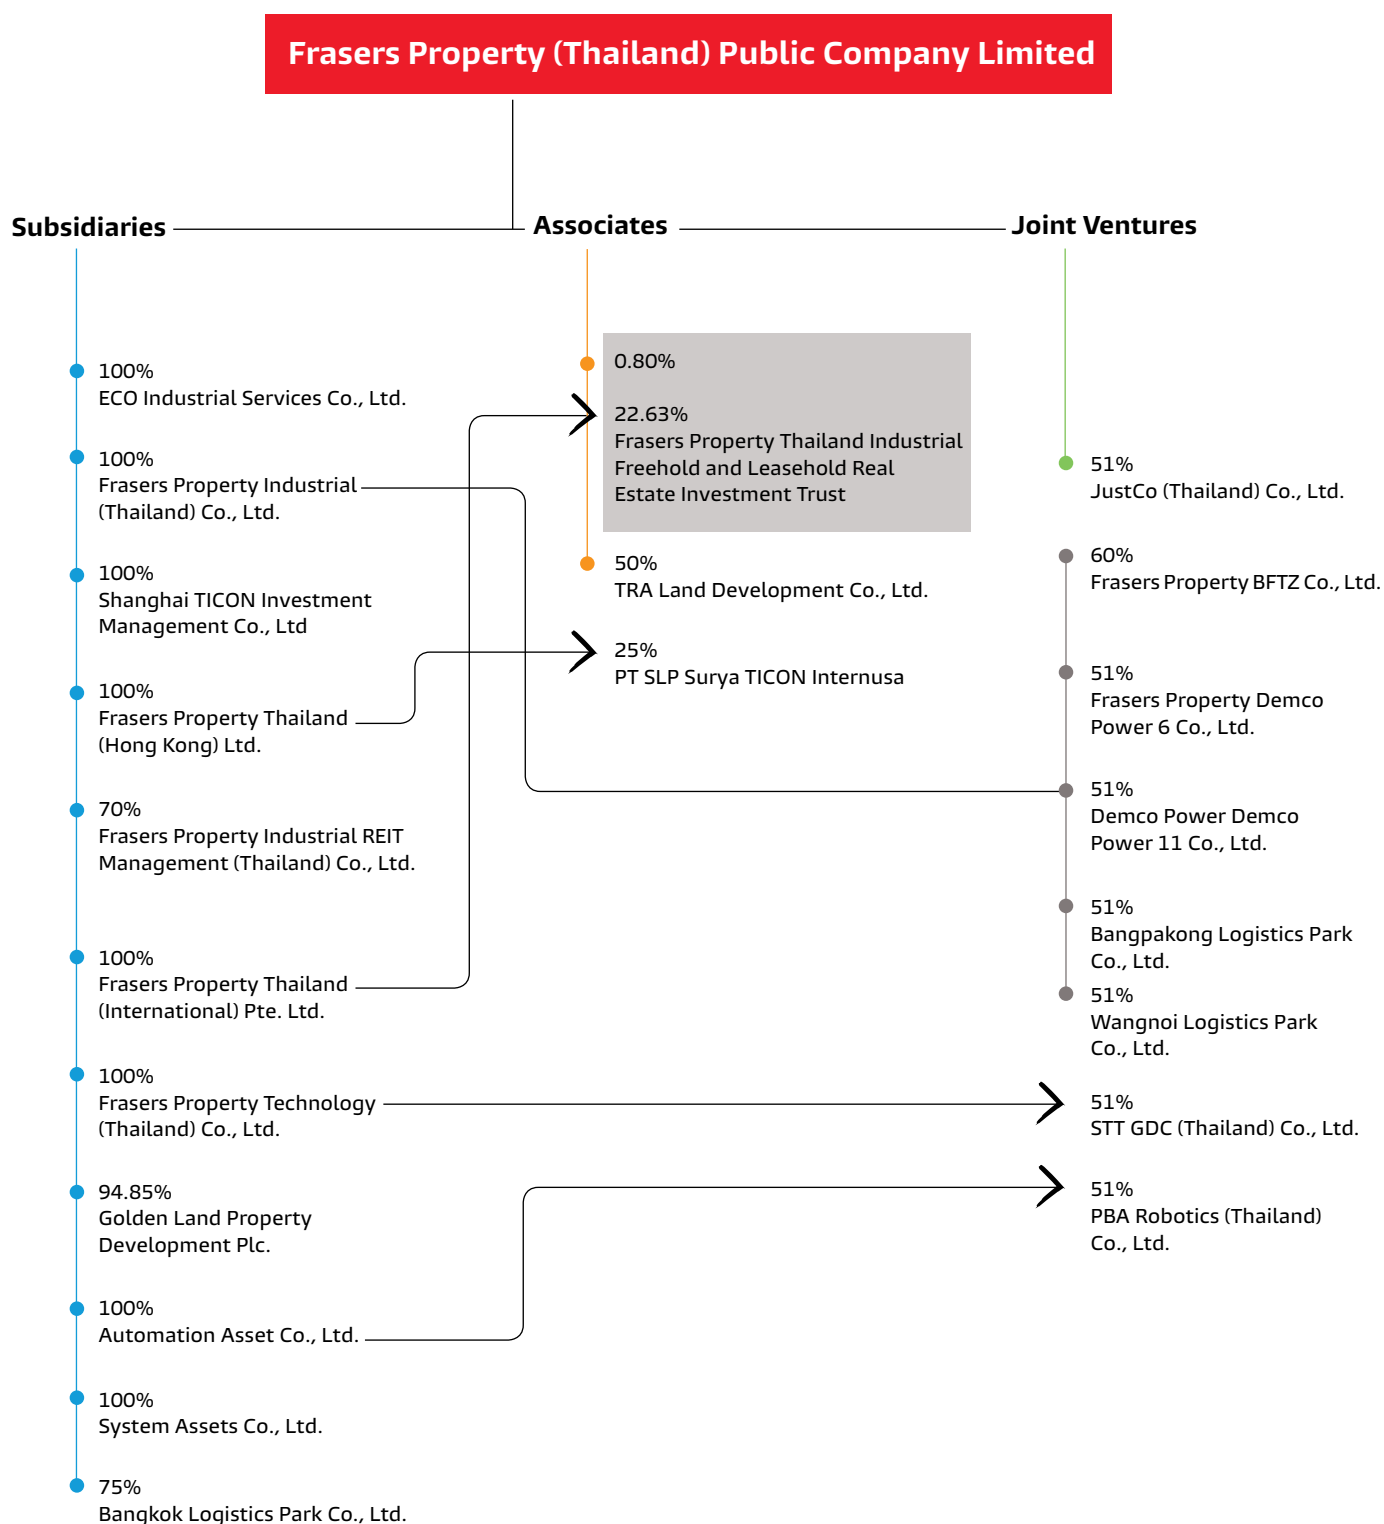 Frasers Property (Thailand) Public Company Limited
Subsidiaries
Associates
Joint Ventures
100%
ECO Industrial Services Co., Ltd.
100%
Frasers Property Industrial
(Thailand) Co., Ltd.
100%
Shanghai TICON Investment
Management Co., Ltd
100%
Frasers Property Thailand
(Hong Kong) Ltd.
70%
Frasers Property Industrial REIT
Management (Thailand) Co., Ltd.
100%
Frasers Property Thailand
(International) Pte. Ltd.
100%
Frasers Property Technology
(Thailand) Co., Ltd.
94.85%
Golden Land Property
Development Plc.
100%
Automation Asset Co., Ltd.
100%
System Assets Co., Ltd.
75%
Bangkok Logistics Park Co., Ltd.
0.80%
22.63%
Frasers Property Thailand Industrial
Freehold and Leasehold Real
Estate Investment Trust
50%
TRA Land Development Co., Ltd.
25%
PT SLP Surya TICON Internusa
51%
JustCo (Thailand) Co., Ltd.
60%
Frasers Property BFTZ Co., Ltd.
51%
Frasers Property Demco
Power 6 Co., Ltd.
51%
Demco Power Demco
Power 11 Co., Ltd.
51%
Bangpakong Logistics Park
Co., Ltd.
51%
Wangnoi Logistics Park
Co., Ltd.
51%
STT GDC (Thailand) Co., Ltd.
51%
PBA Robotics (Thailand)
Co., Ltd.